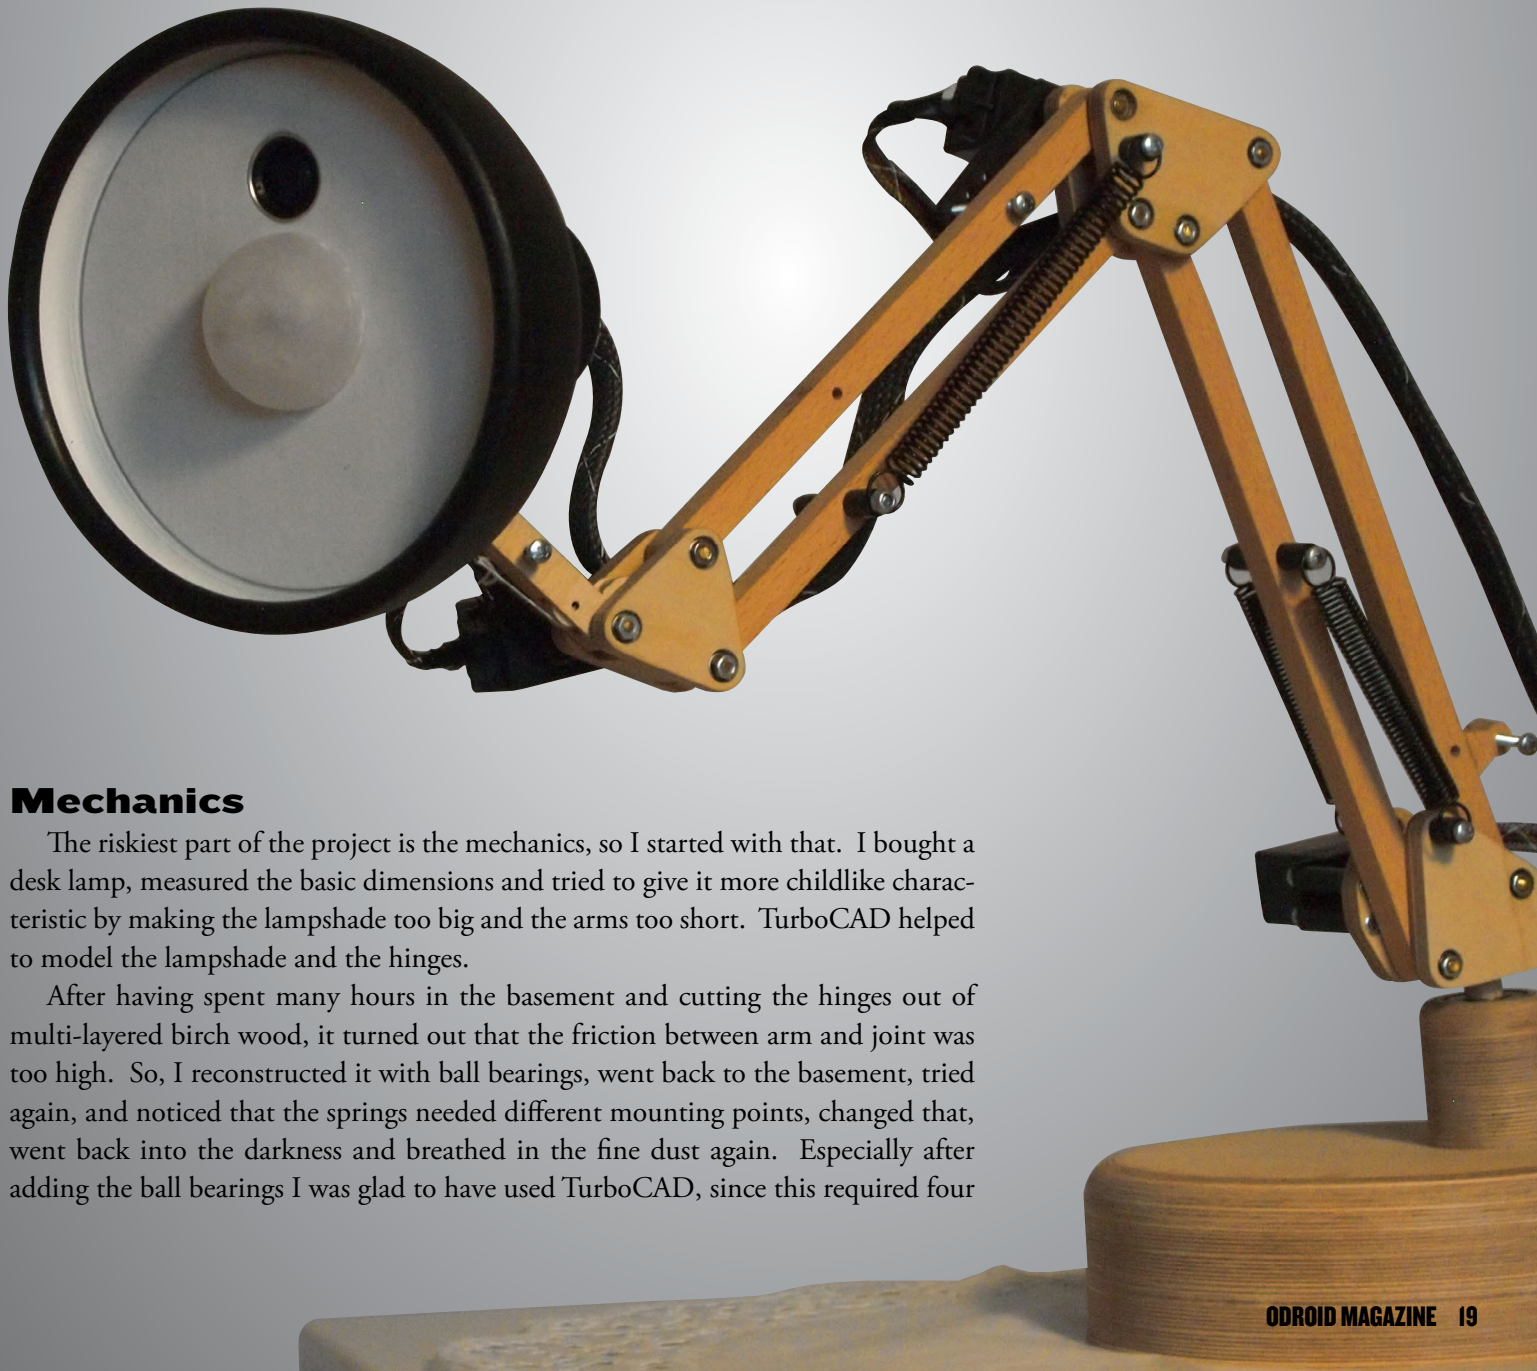 Mechanics
The riskiest part of the project is the mechanics, so I started with that.  I bought a
desk lamp, measured the basic dimensions and tried to give it more childlike charac-
teristic by making the lampshade too big and the arms too short.  TurboCAD helped
to model the lampshade and the hinges.
After having spent many hours in the basement and cutting the hinges out of
multi-layered birch wood, it turned out that the friction between arm and joint was
too high.  So, I reconstructed it with ball bearings, went back to the basement, tried
again, and noticed that the springs needed different mounting points, changed that,
went back into the darkness and breathed in the fine dust again.  Especially after
adding the ball bearings I was glad to have used TurboCAD, since this required four
ODROID MAGAZINE 19